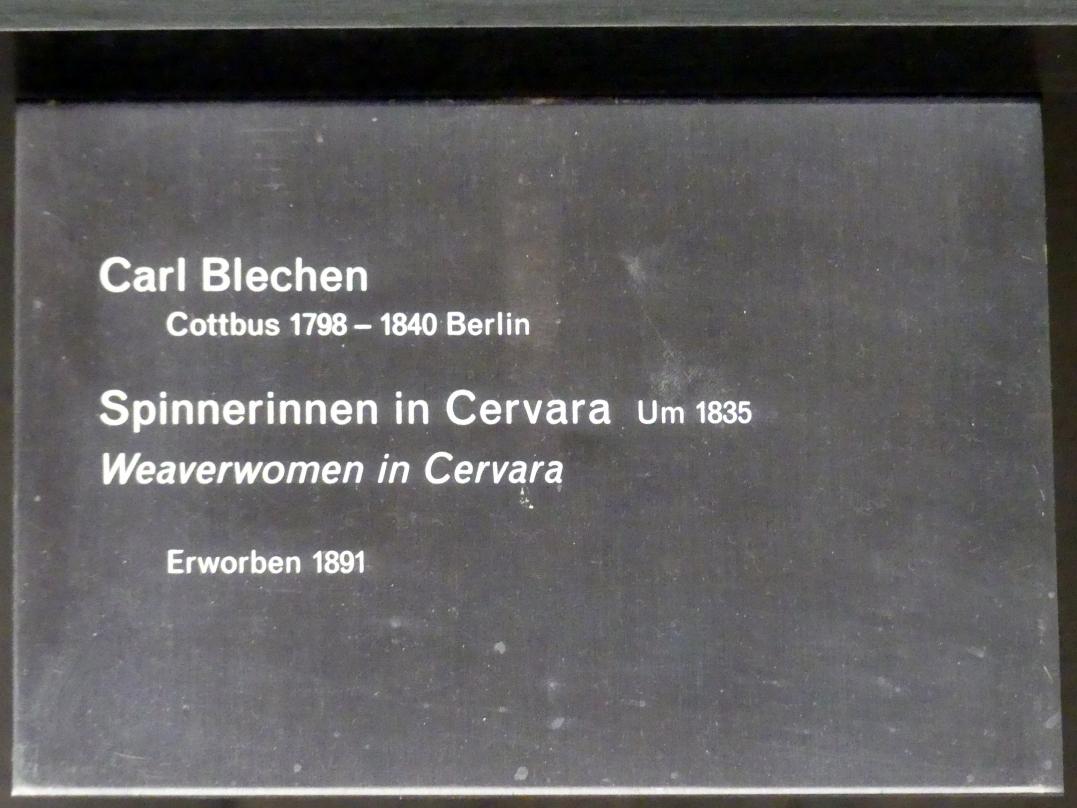 Carl Blechen
Cottbus 1798 – 1840 Berlin
Spinnerinnen in Cervara Um 1835
Weaverwomen in Cervara
Erworben 1891